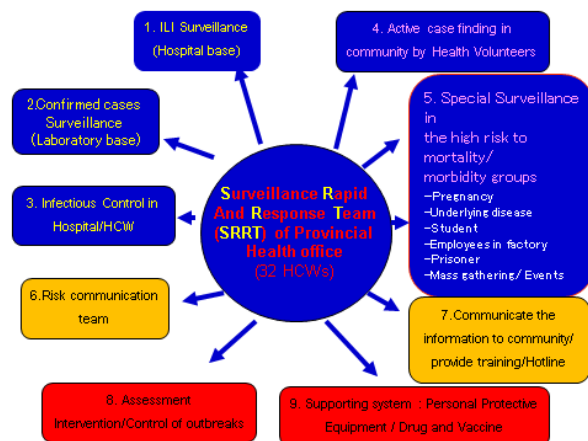 1. ILI Surveillance
(Hospital base)
4. Active case finding in
community by Health Volunteers
2.Confirmed cases
Surveillance
(Laboratory base)
5. Special Surveillance
in
the high risk to
mortality/
morbidity groups
-Pregnancy
-Underlying disease
-Student
-Employees in factory
-Prisoner
-Mass gathering/ Events
3. Infectious Control in
Hospital/HCW
Surveillance Rapid
And Response Team
(SRRT) of Provincial
Health office
(32 HCWs)
6.Risk communication
team
7.Communicate the
information to community/
provide training/Hotline
8. Assessment
Intervention/Control of outbreaks
9. Supporting system : Personal Protective
Equipment / Drug and Vaccine